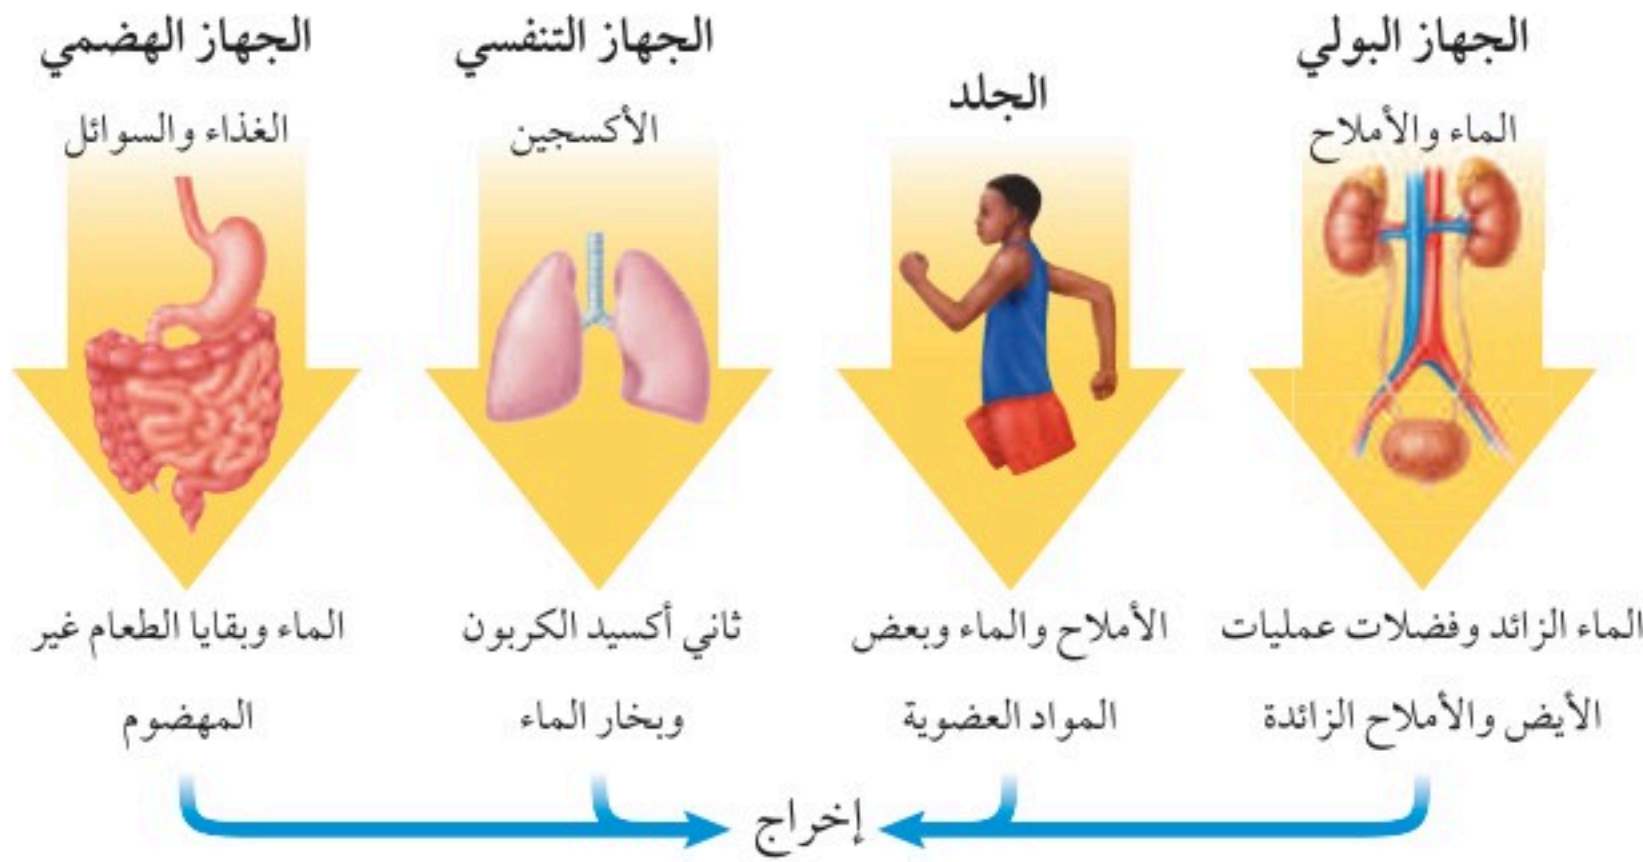 الجهاز البولي
الماء والأملاح
الماء الزائد وفضلات عمليات
الأيض والأملاح الزائدة
الجلد
الأملاح والماء وبعض
المواد العضوية
الجهاز التنفسي
الأكسجين
ثاني أكسيد الكربون
وبخار الماء
الجهاز الهضمي
الغذاء والسوائل
الماء وبقايا الطعام غير
المهضوم
إخراج